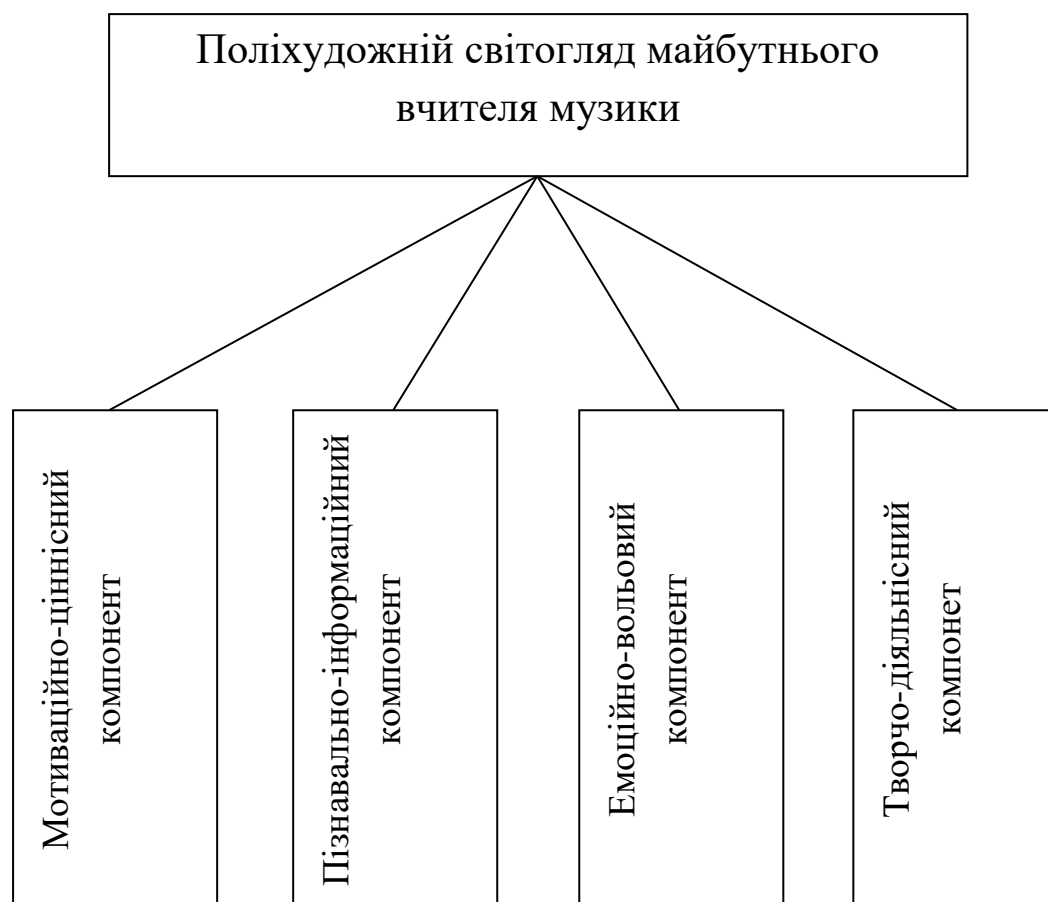 Поліхудожній світогляд майбутнього
вчителя музики
Мотиваційно-ціннісний
компонент
Пізнавально-інформаційний
компонент
Емоційно-вольовий
компонент
Творчо-діяльнісний
компонет